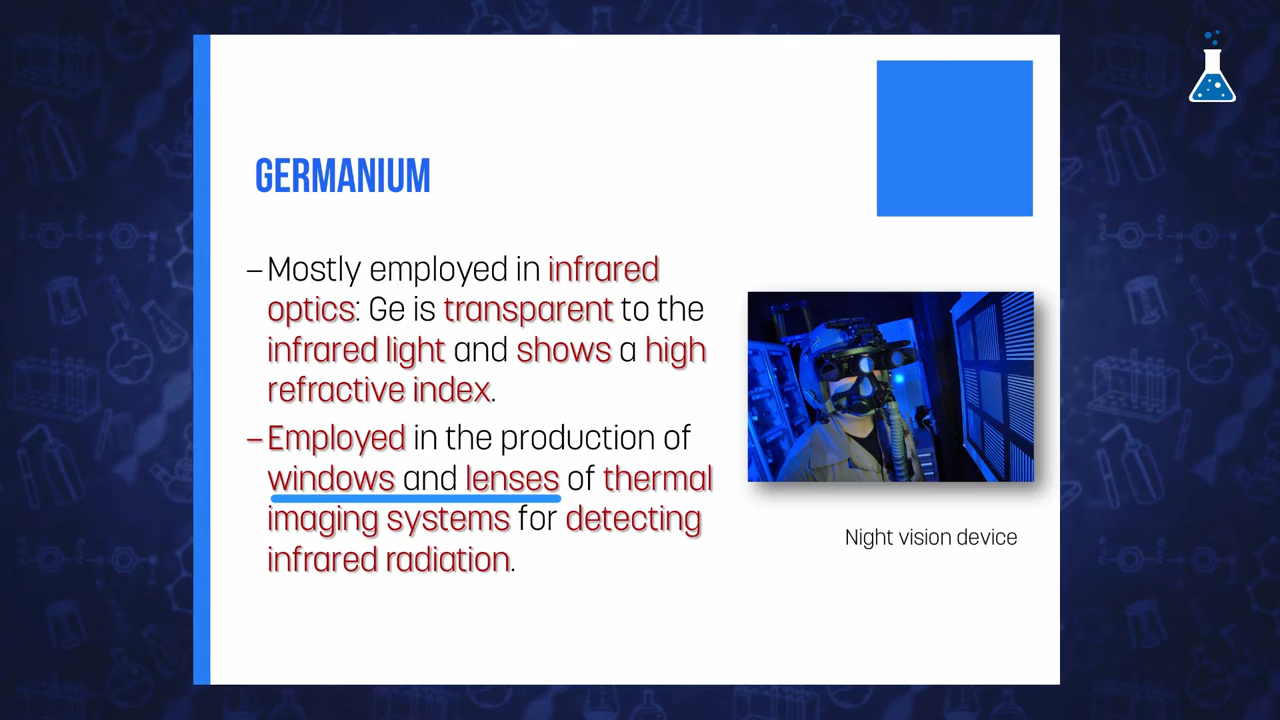 GERMANIUM
– Mostly employed in infrared
optics: Ge is transparent to the
infrared light and shows a high
refractive index.
– Employed in the production of
windows and lenses of thermal
imaging systems for detecting
infrared radiation.
Night vision device